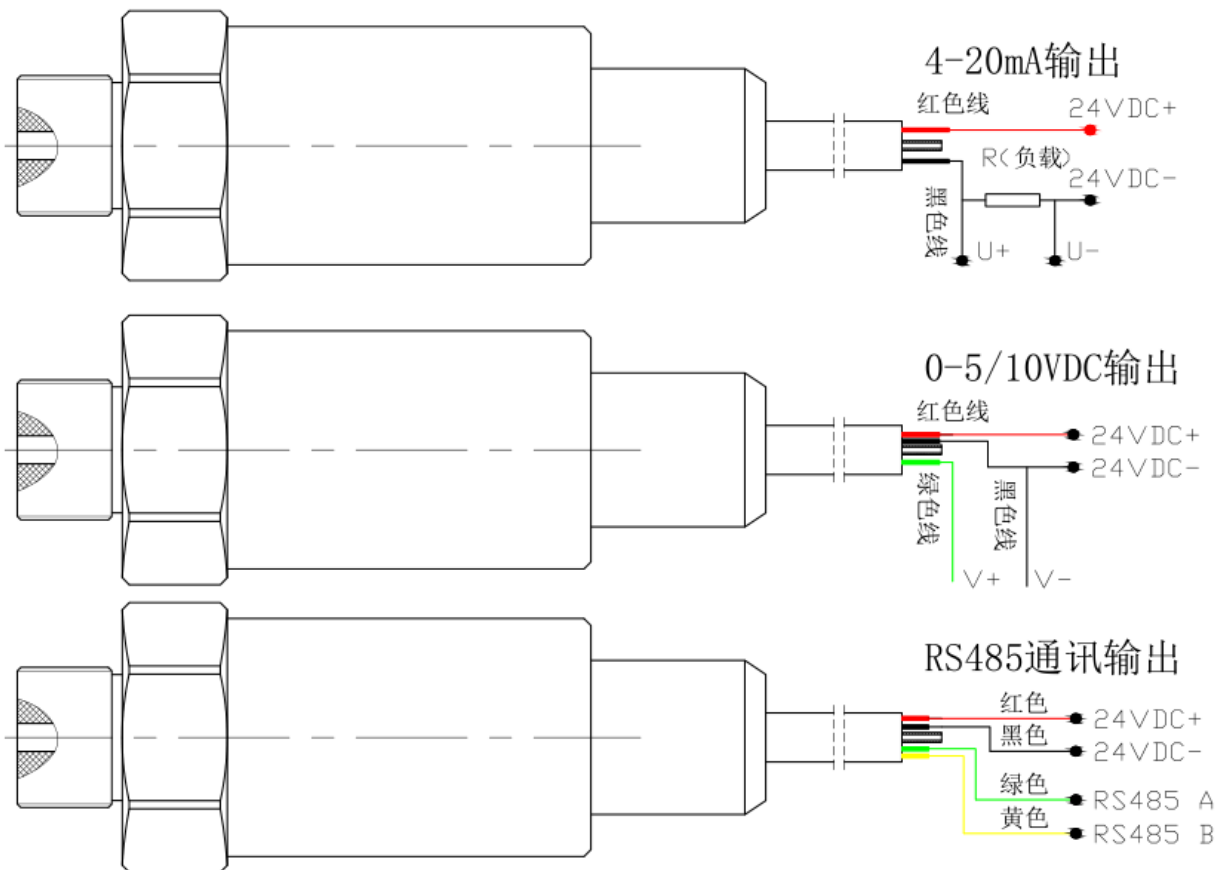 4-20mA输出
红色线
24VDC+
R(负载)
24VDC-
黑色线
U+
U-
0-5/10VDC输出
红色线
24VDC+
24VDC-
绿色线
黑色线
V+
V-
RS485通讯输出
红色
24VDC+
黑色
24VDC-
绿色
RS485 A
黄色
RS485 B